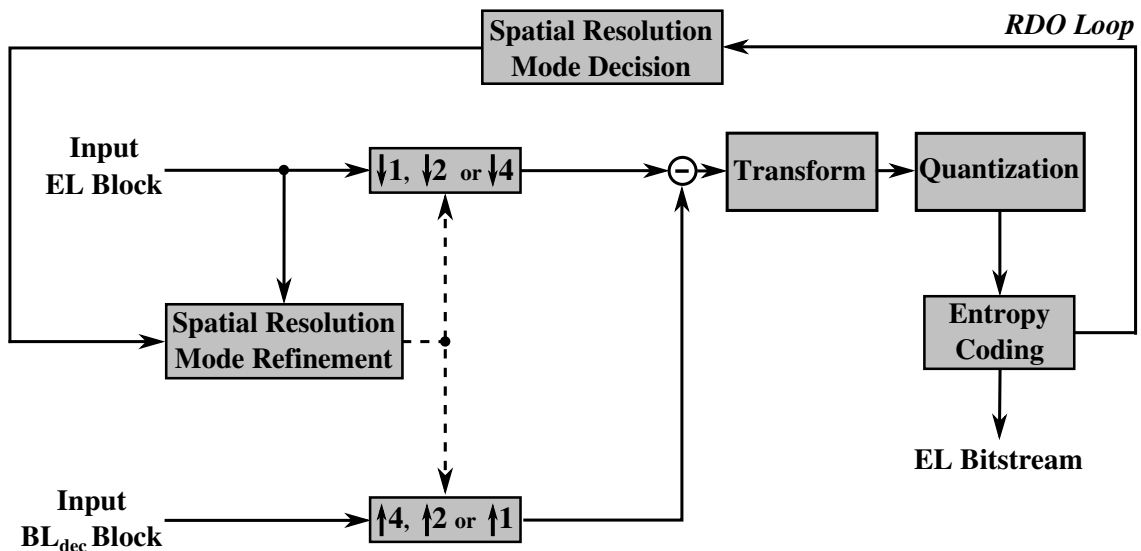 RDO Loop
Spatial Resolution
Mode Decision
Input
EL Block
↓1, ↓2 or ↓4
Transform
Quantization
Spatial Resolution
Mode Refinement
Entropy
Coding
EL Bitstream
Input
BLdec Block
↑4, ↑2 or ↑1